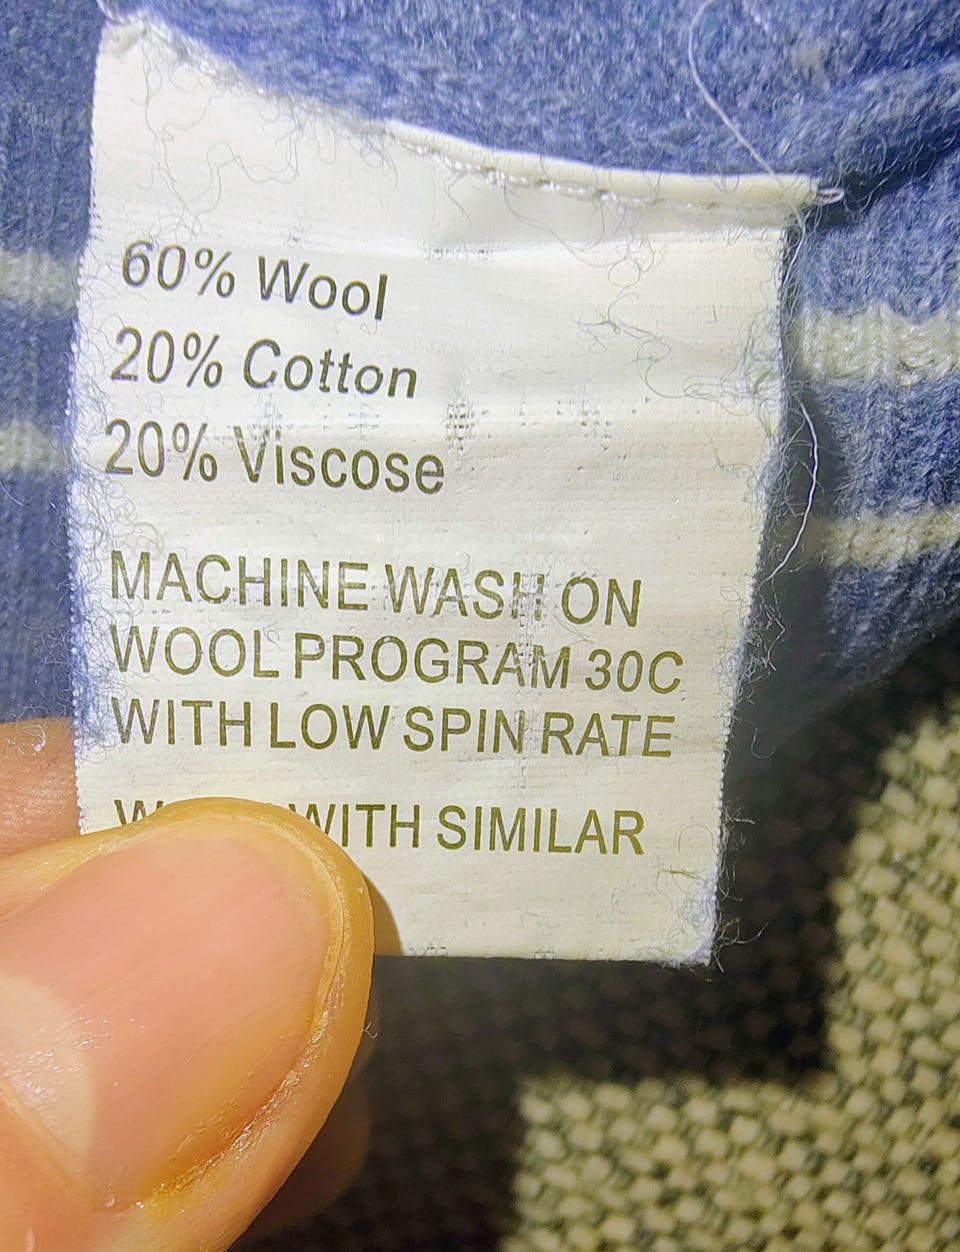 60% Wool
20% Cotton
20% Viscose
MACHINE WASH ON
WOOL PROGRAM 30C
WITH LOW SPIN RATE
WITH SIMILAR